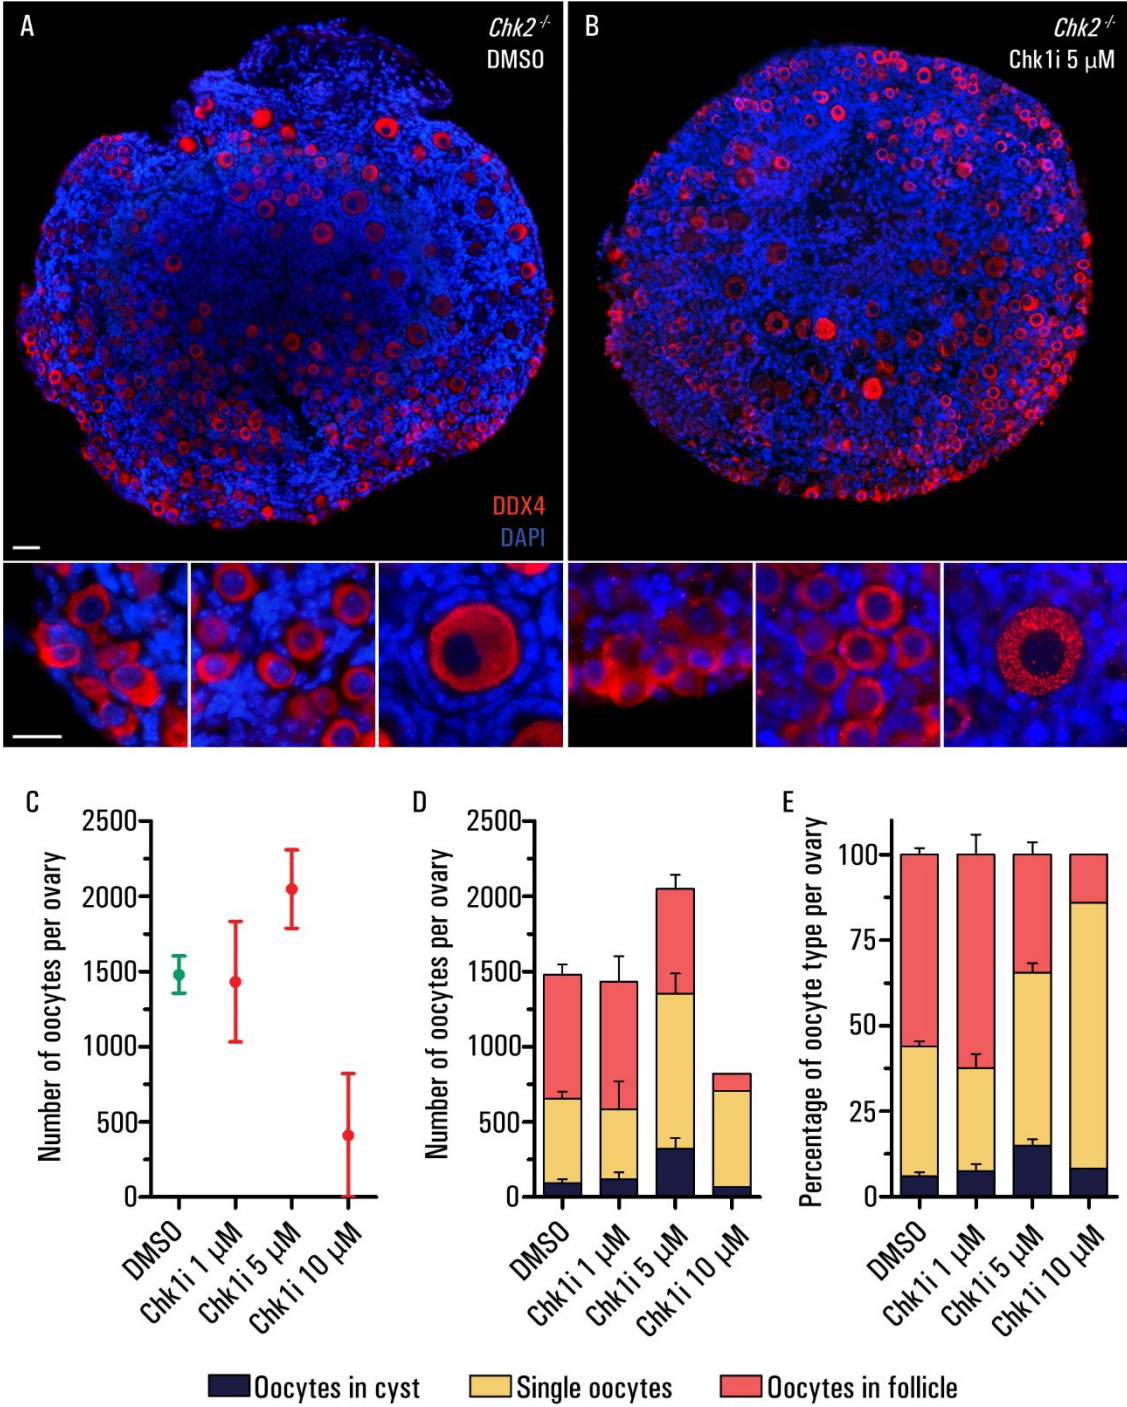 A
Chk2 -/-
DMSO
B
Chk2 -/-
Chk1i 5 μM
DDX4
DAPI
C
Number of oocytes per ovary
2500
2000
1500
1000
500
0
DMSO
Chk1i 1 μM
Chk1i 5 μM
Chk1i 10 μM
D
Number of oocytes per ovary
2500
2000
1500
1000
500
0
DMSO
Chk1i 1 μM
Chk1i 5 μM
Chk1i 10 μM
E
Percentage of oocyte type per ovary
100
75
50
25
0
DMSO
Chk1i 1 μM
Chk1i 5 μM
Chk1i 10 μM
Oocytes in cyst
Single oocytes
Oocytes in follicle